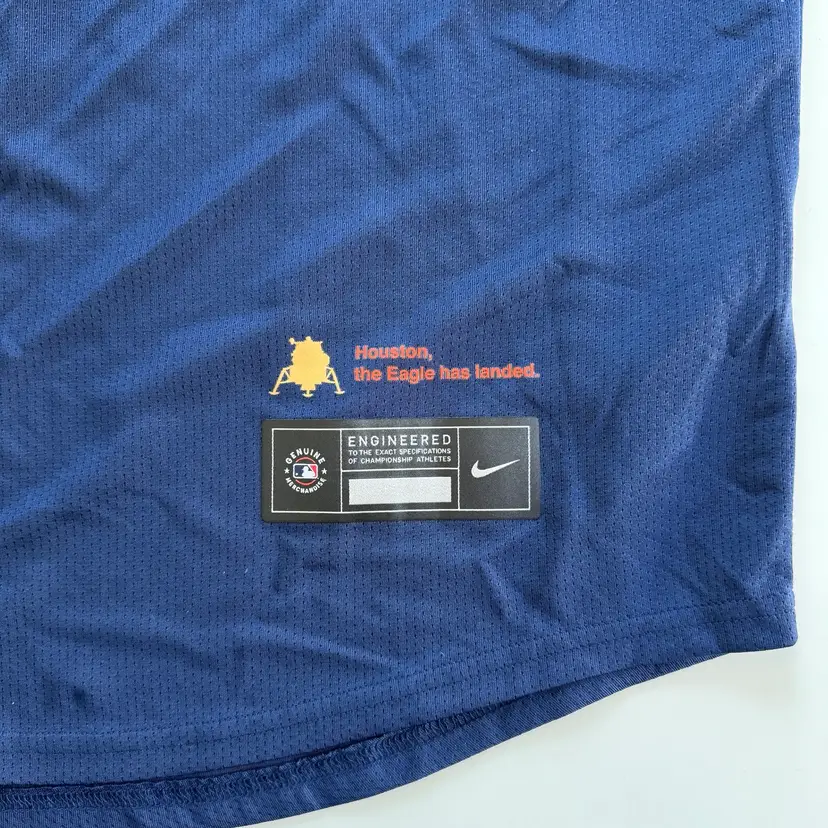 Houston,
the Eagle has landed.
GENUINE
MERCHANDISE
ENGINEERED
TO THE EXACT SPECIFICATIONS
OF CHAMPIONSHIP ATHLETES